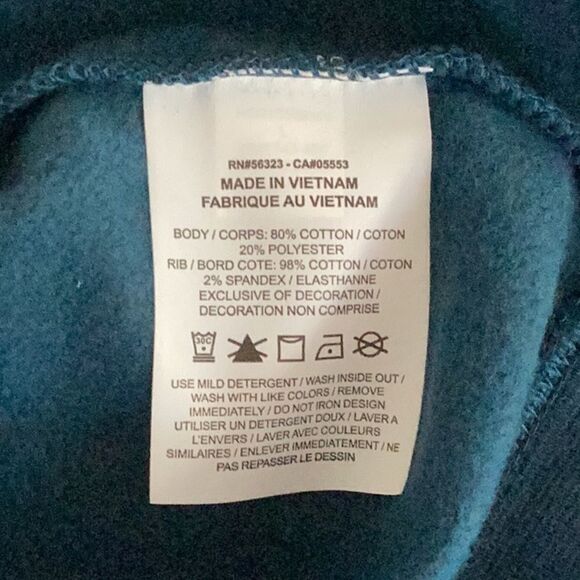 RN#56323 - CA#05553
MADE IN VIETNAM
FABRIQUE AU VIETNAM
BODY / CORPS: 80% COTTON / COTON
20% POLYESTER
RIB / BORD COTE: 98% COTTON / COTON
2% SPANDEX / ELASTHANNE
EXCLUSIVE OF DECORATION /
DECORATION NON COMPRISE
30C
USE MILD DETERGENT / WASH INSIDE OUT /
WASH WITH LIKE COLORS / REMOVE
IMMEDIATELY / DO NOT IRON DESIGN
UTILISER UN DETERGENT DOUX / LAVER A
L'ENVERS / LAVER AVEC COULEURS
SIMILAIRES / ENLEVER IMMEDIATEMENT / NE
PAS REPASSER LE DESSIN